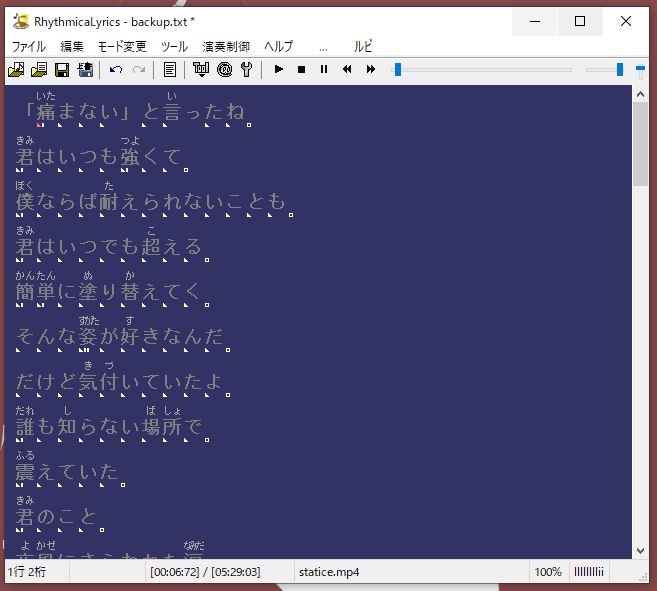 RhythmicaLyrics - backup.txt *
ファイル 編集 モード変更 ツール 演奏制御 ヘルプ ... ルビ
いた い
「痛まない」と言ったね
きみ つよ
君はいつも強くて
ぼく た
僕ならば耐えられないことも
きみ こ
君はいつでも超える
かんたん ぬ か
簡単に塗り替えてく
すがた す
そんな姿が好きなんだ
き づ
だけど気付いていたよ
だれ し ば しょ
誰も知らない場所で
ふる
震えていた
きみ
君のこと
よ かぜ なみだ
1行 2桁 [00:06:72] / [05:29:03] statice.mp4 100% lllllllllii